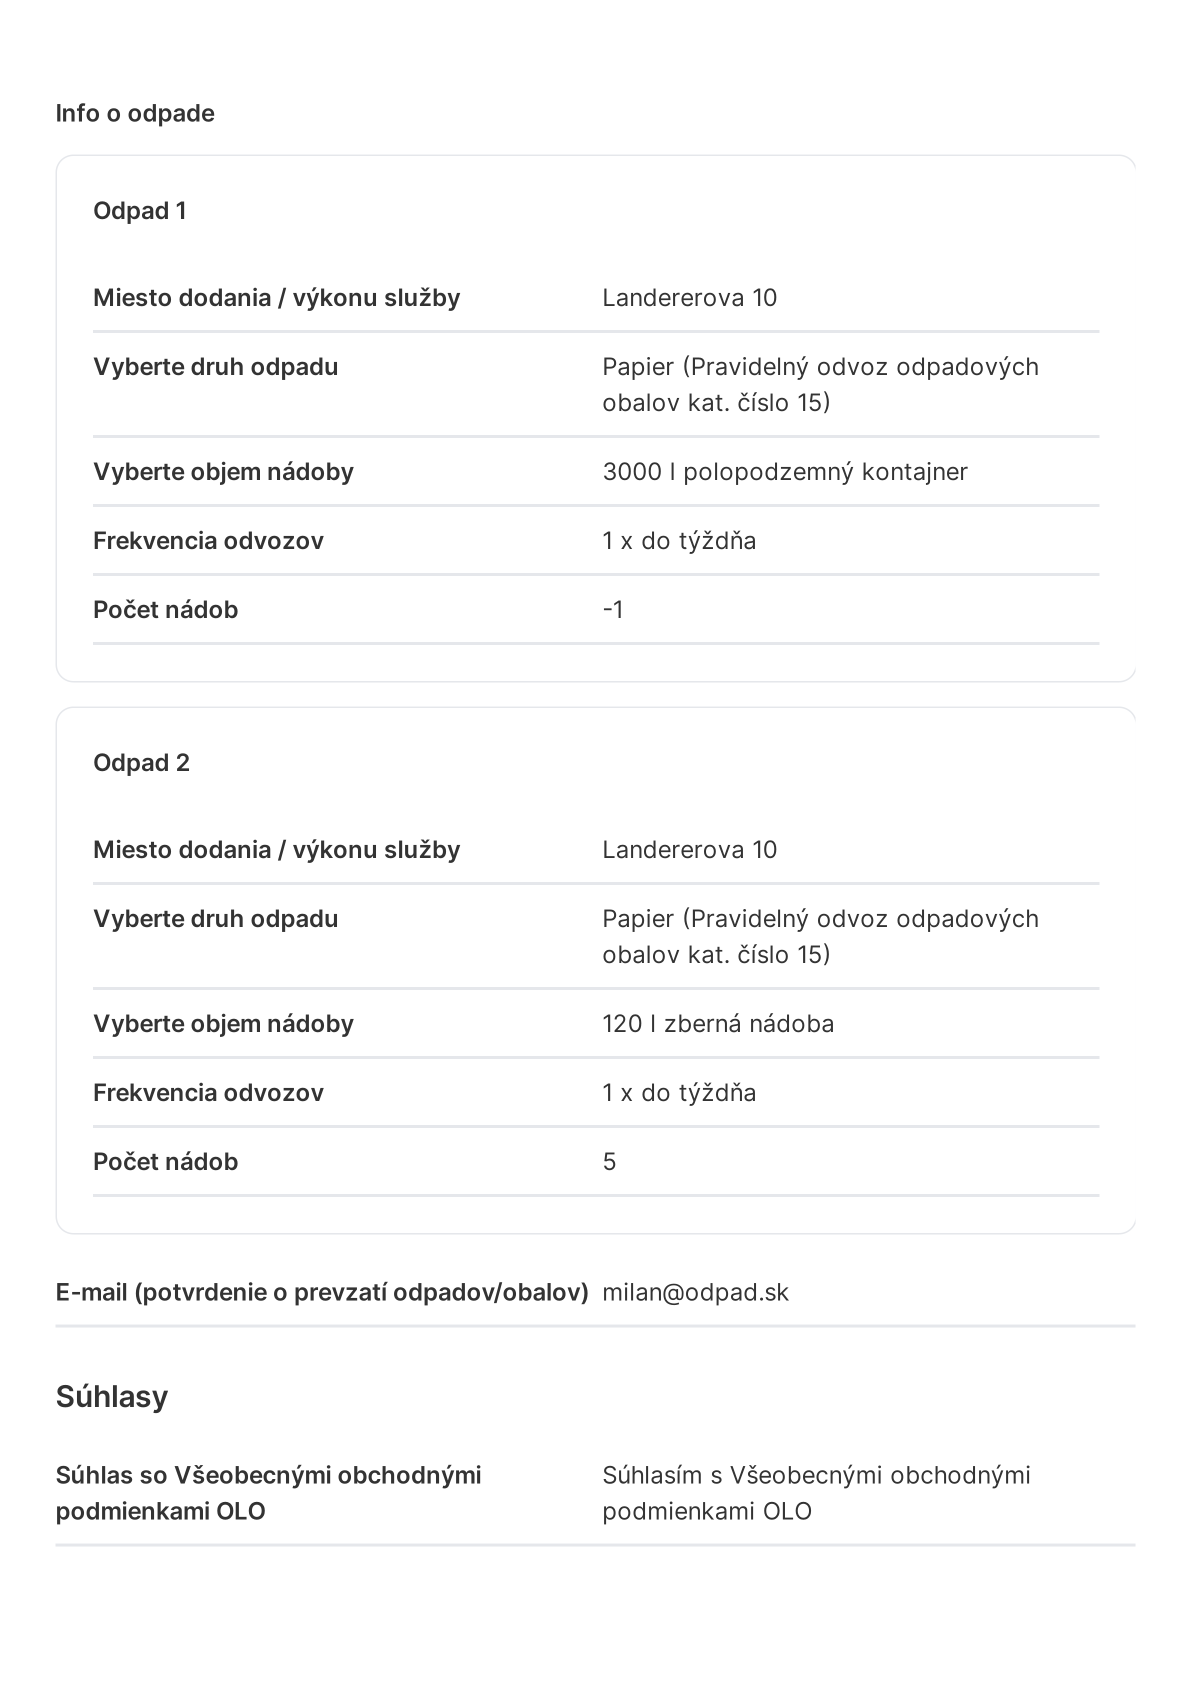 Info o odpade
Odpad 1
Miesto dodania / výkonu služby Landererova 10
Vyberte druh odpadu Papier (Pravidelný odvoz odpadových
obalov kat. číslo 15)
Vyberte objem nádoby 3000 l polopodzemný kontajner
Frekvencia odvozov 1 x do týždňa
Počet nádob -1
Odpad 2
Miesto dodania / výkonu služby Landererova 10
Vyberte druh odpadu Papier (Pravidelný odvoz odpadových
obalov kat. číslo 15)
Vyberte objem nádoby 120 l zberná nádoba
Frekvencia odvozov 1 x do týždňa
Počet nádob 5
E-mail (potvrdenie o prevzatí odpadov/obalov) milan@odpad.sk
Súhlasy
Súhlas so Všeobecnými obchodnými Súhlasím s Všeobecnými obchodnými
podmienkami OLO podmienkami OLO